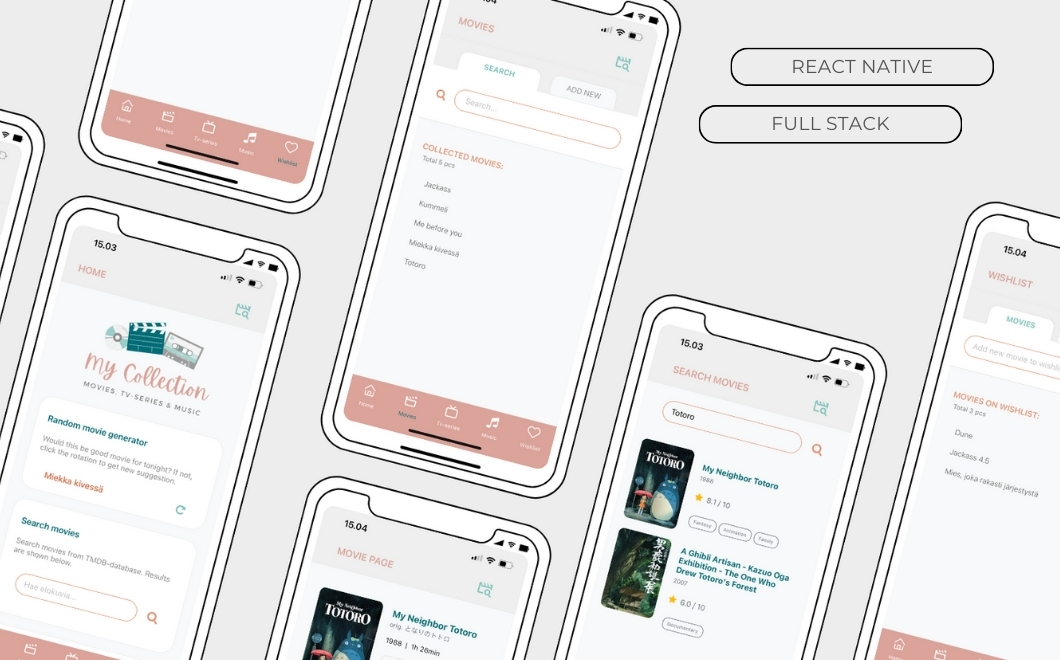 REACT NATIVE
FULL STACK
Home
Movies
Tv-series
Music
Wishlist
15.03
HOME
My Collection
MOVIES, TV-SERIES & MUSIC
Random movie generator
Would this be good movie for tonight? If not,
click the rotation to get new suggestion.
Miekka kivessä
Search movies
Search movies from TMDB-database. Results
are shown below.
Hae elokuvia...
MOVIES
SEARCH
ADD NEW
Search...
COLLECTED MOVIES:
Total 5 pcs
Jackass
Kummeli
Me before you
Miekka kivessä
Totoro
Home
Movies
Tv-series
Music
Wishlist
15.04
MOVIE PAGE
My Neighbor
TOTORO
My Neighbor Totoro
orig. となりのトトロ
1988 | 1h 26min
15.03
SEARCH MOVIES
Totoro
My Neighbor
TOTORO
My Neighbor Totoro
1988
8.1 / 10
Fantasy
Animation
Family
A Ghibli Artisan - Kazuo Oga
Exhibition - The One Who
Drew Totoro's Forest
2007
6.0 / 10
Documentary
15.04
WISHLIST
MOVIES
Add new movie to wishli
MOVIES ON WISHLIST:
Total 3 pcs
Dune
Jackass 4.5
Mies, joka rakasti järjestystä